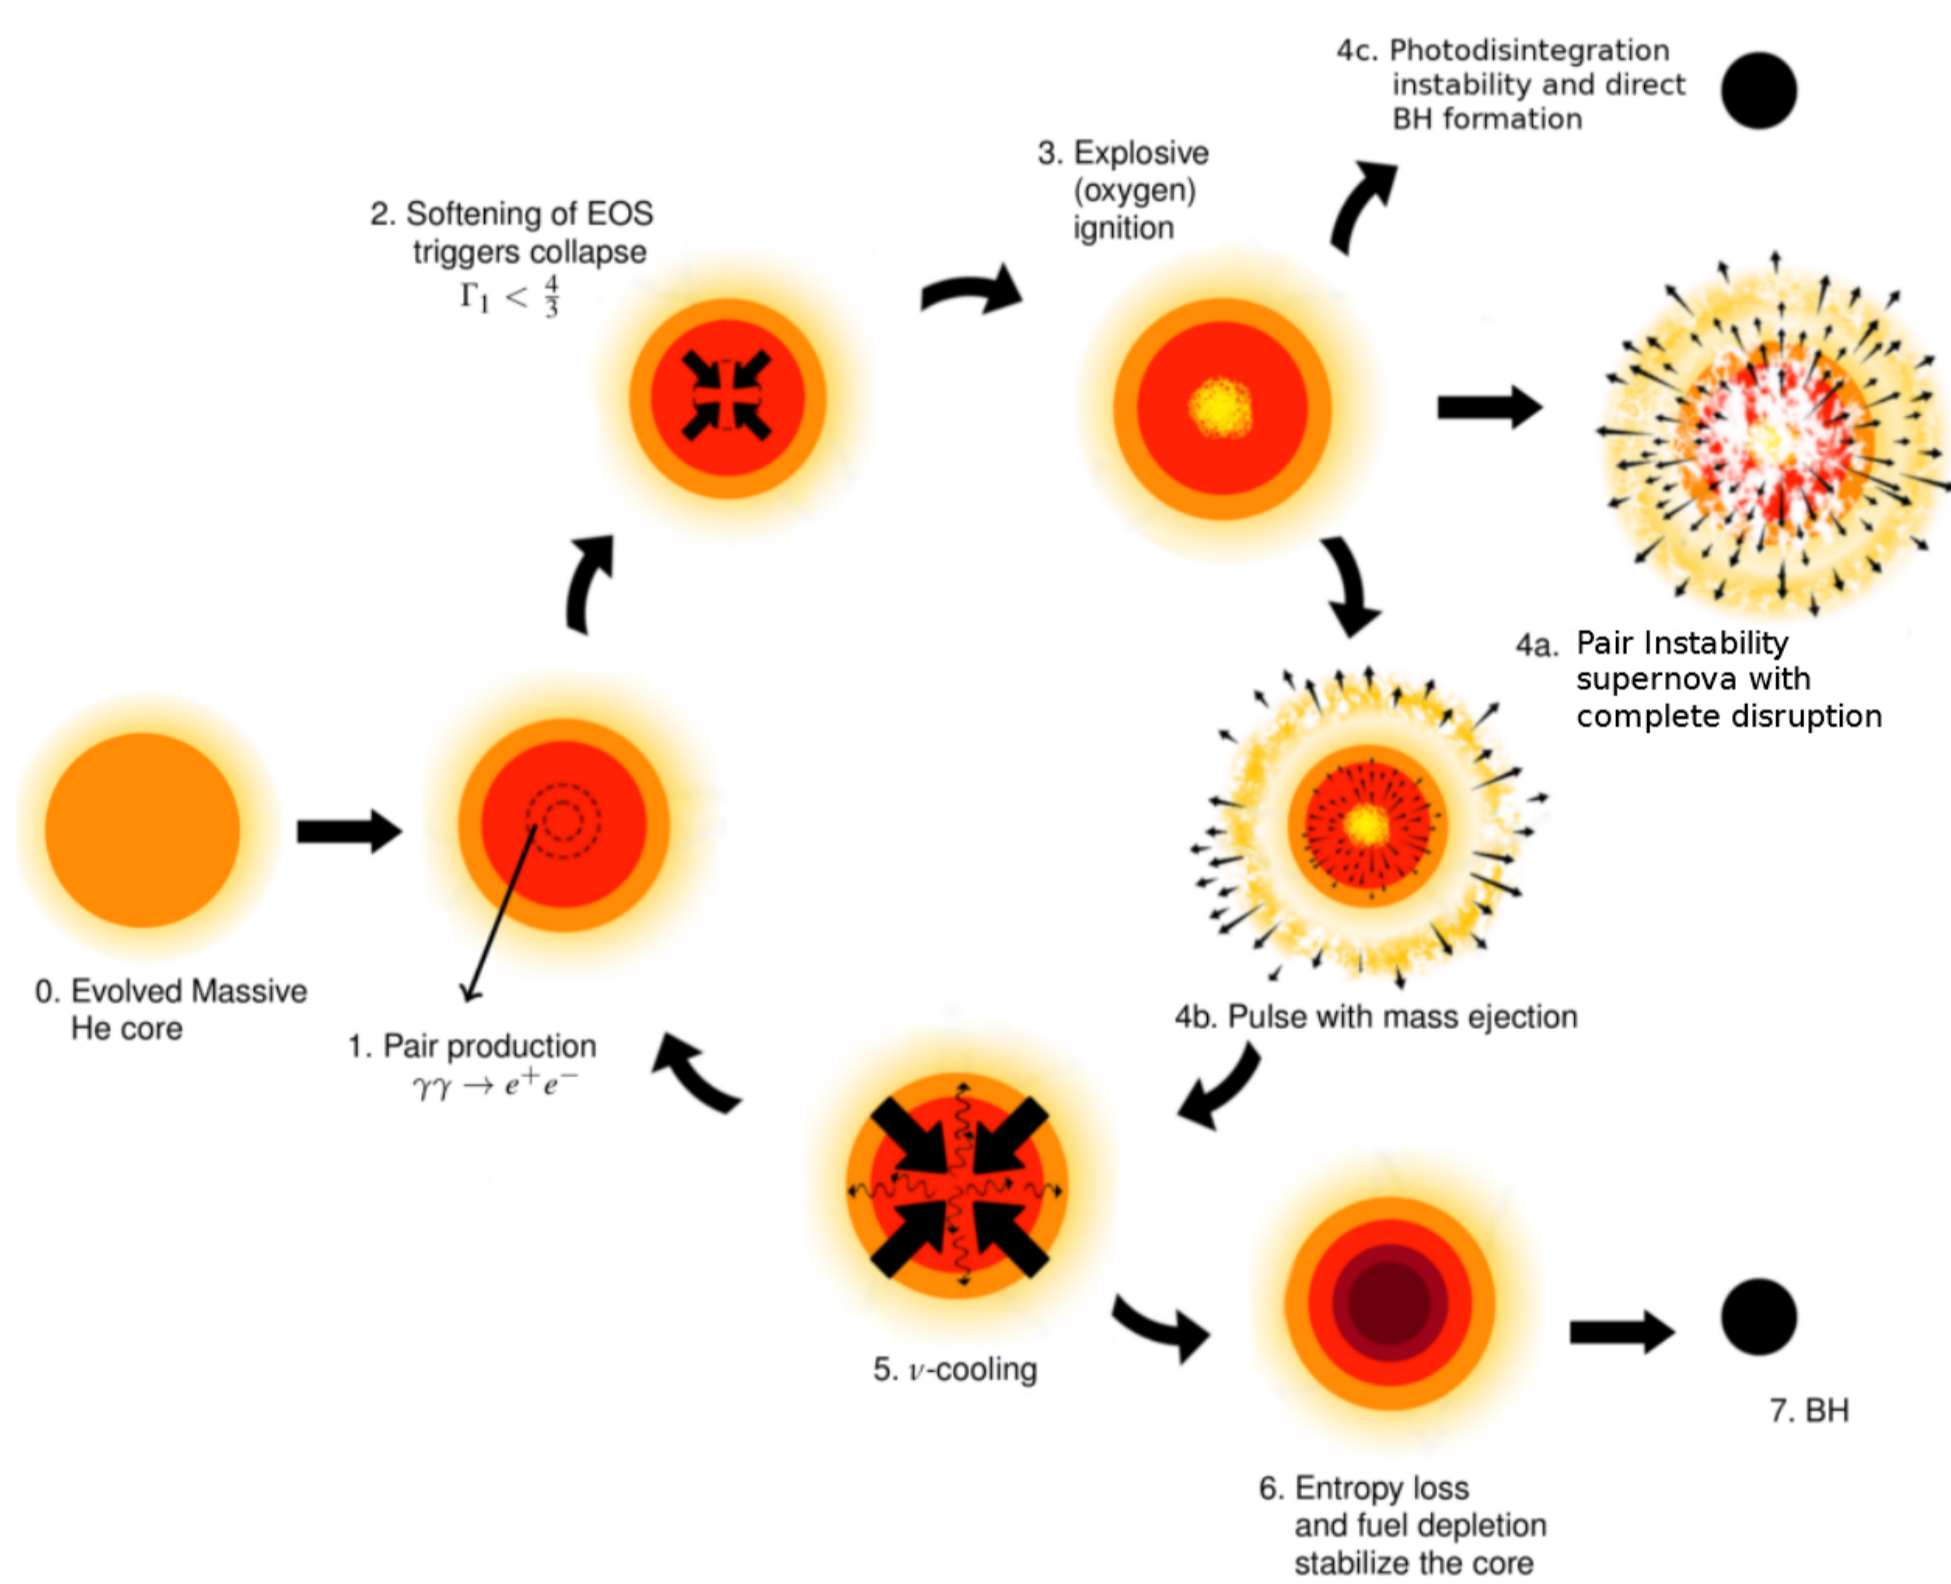 0. Evolved Massive
He core
1. Pair production
γγ → e⁺e⁻
2. Softening of EOS
triggers collapse
Γ₁ < 4/3
3. Explosive
(oxygen)
ignition
4c. Photodisintegration
instability and direct
BH formation
4a. Pair Instability
supernova with
complete disruption
4b. Pulse with mass ejection
5. ν-cooling
6. Entropy loss
and fuel depletion
stabilize the core
7. BH